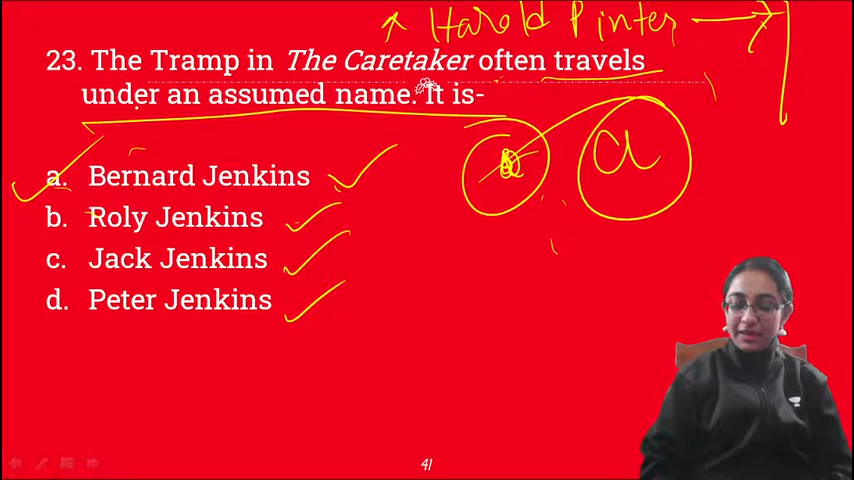 Harold Pinter
23. The Tramp in The Caretaker often travels
under an assumed name. It is-
a
a. Bernard Jenkins
b. Roly Jenkins
c. Jack Jenkins
d. Peter Jenkins
41